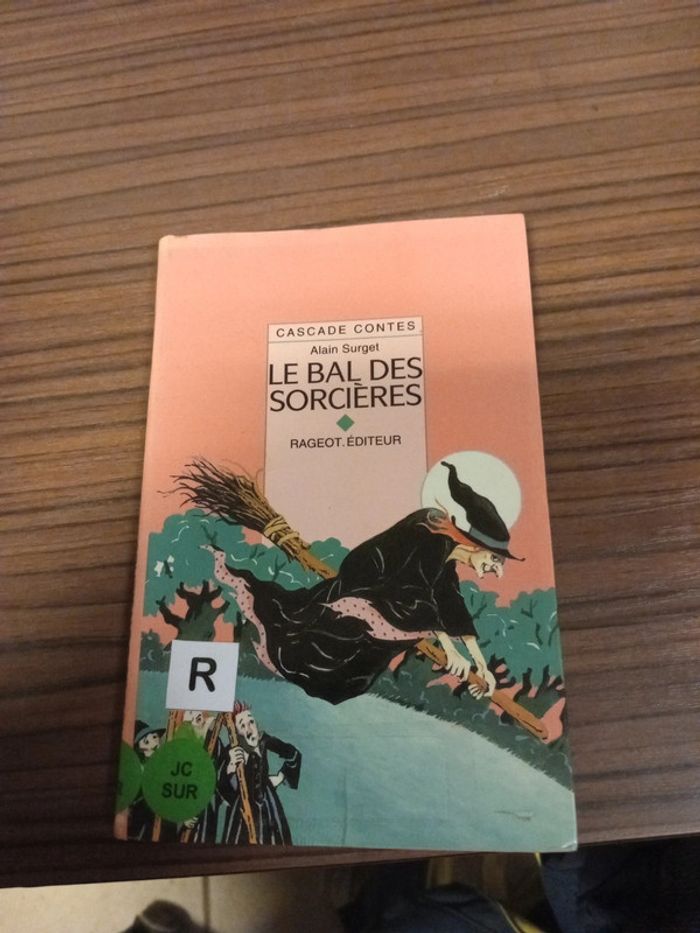 CASCADE CONTES
Alain Surget
LE BAL DES
SORCIÈRES
RAGEOT. ÉDITEUR
R
JC
SUR